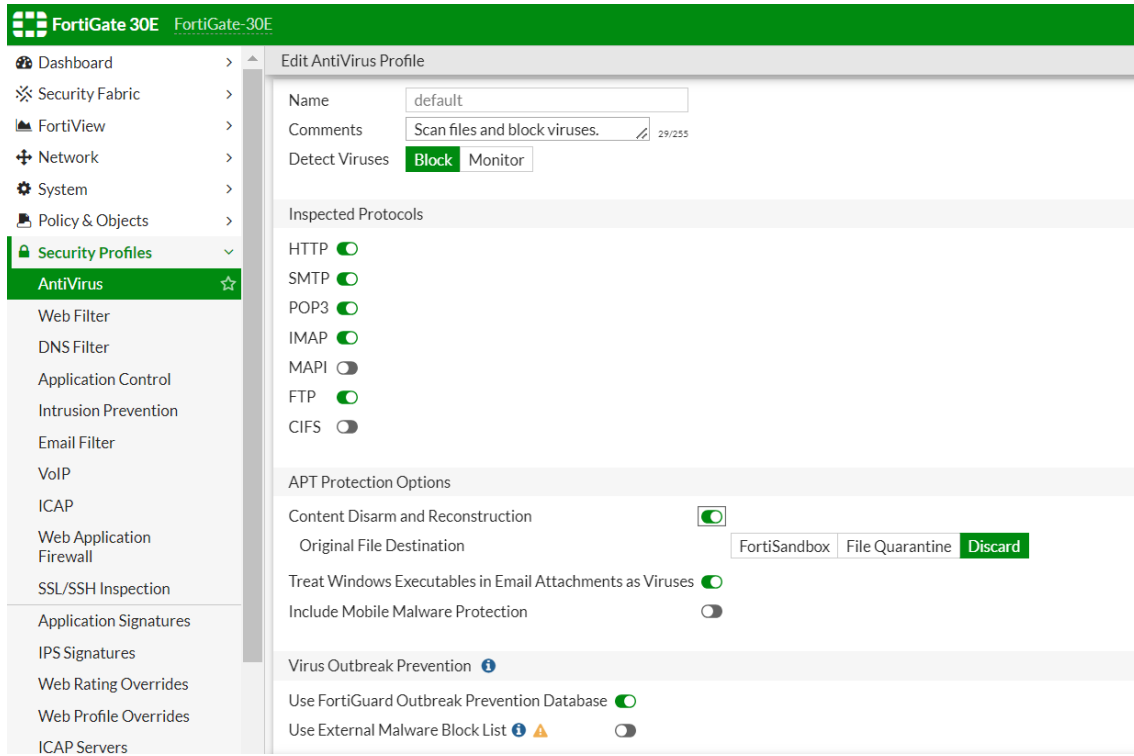 FortiGate 30E FortiGate-30E
Dashboard
Security Fabric
FortiView
Network
System
Policy & Objects
Security Profiles
AntiVirus
Web Filter
DNS Filter
Application Control
Intrusion Prevention
Email Filter
VoIP
ICAP
Web Application
Firewall
SSL/SSH Inspection
Application Signatures
IPS Signatures
Web Rating Overrides
Web Profile Overrides
ICAP Servers
Edit AntiVirus Profile
Name default
Comments Scan files and block viruses. 29/255
Detect Viruses Block Monitor
Inspected Protocols
HTTP
SMTP
POP3
IMAP
MAPI
FTP
CIFS
APT Protection Options
Content Disarm and Reconstruction
Original File Destination FortiSandbox File Quarantine Discard
Treat Windows Executables in Email Attachments as Viruses
Include Mobile Malware Protection
Virus Outbreak Prevention
Use FortiGuard Outbreak Prevention Database
Use External Malware Block List